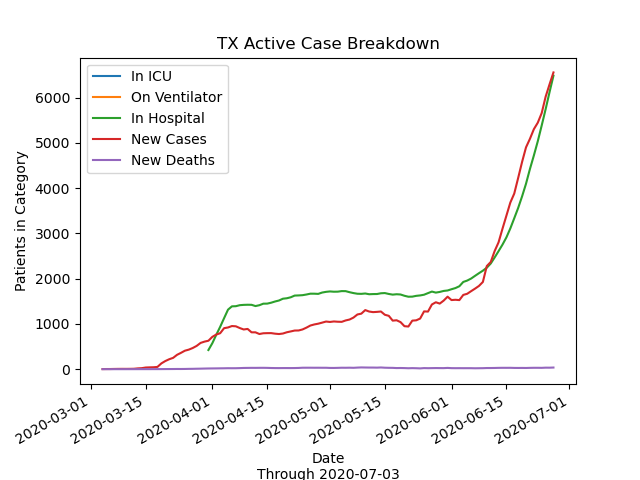 TX Active Case Breakdown
In ICU
On Ventilator
In Hospital
New Cases
New Deaths
Patients in Category
6000
5000
4000
3000
2000
1000
0
2020-03-01
2020-03-15
2020-04-01
2020-04-15
2020-05-01
2020-05-15
2020-06-01
2020-06-15
2020-07-01
Date
Through 2020-07-03